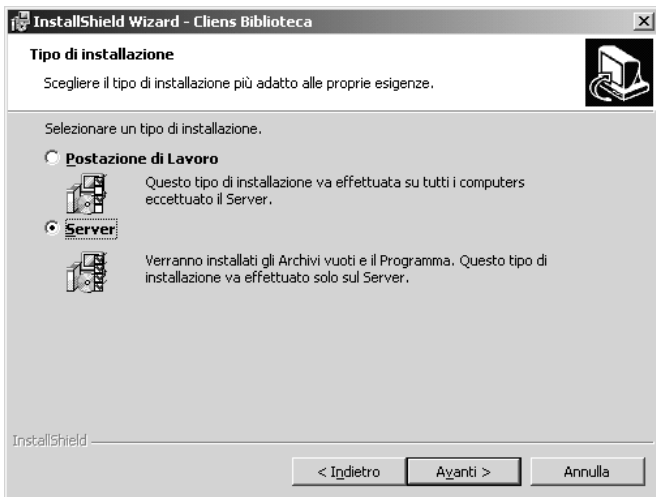 InstallShield Wizard - Cliens Biblioteca
Tipo di installazione
Scegliere il tipo di installazione più adatto alle proprie esigenze.
Selezionare un tipo di installazione.
Postazione di Lavoro
Questo tipo di installazione va effettuata su tutti i computers
eccettuato il Server.
Server
Verranno installati gli Archivi vuoti e il Programma. Questo tipo di
installazione va effettuato solo sul Server.
InstallShield
< Indietro
Avanti >
Annulla